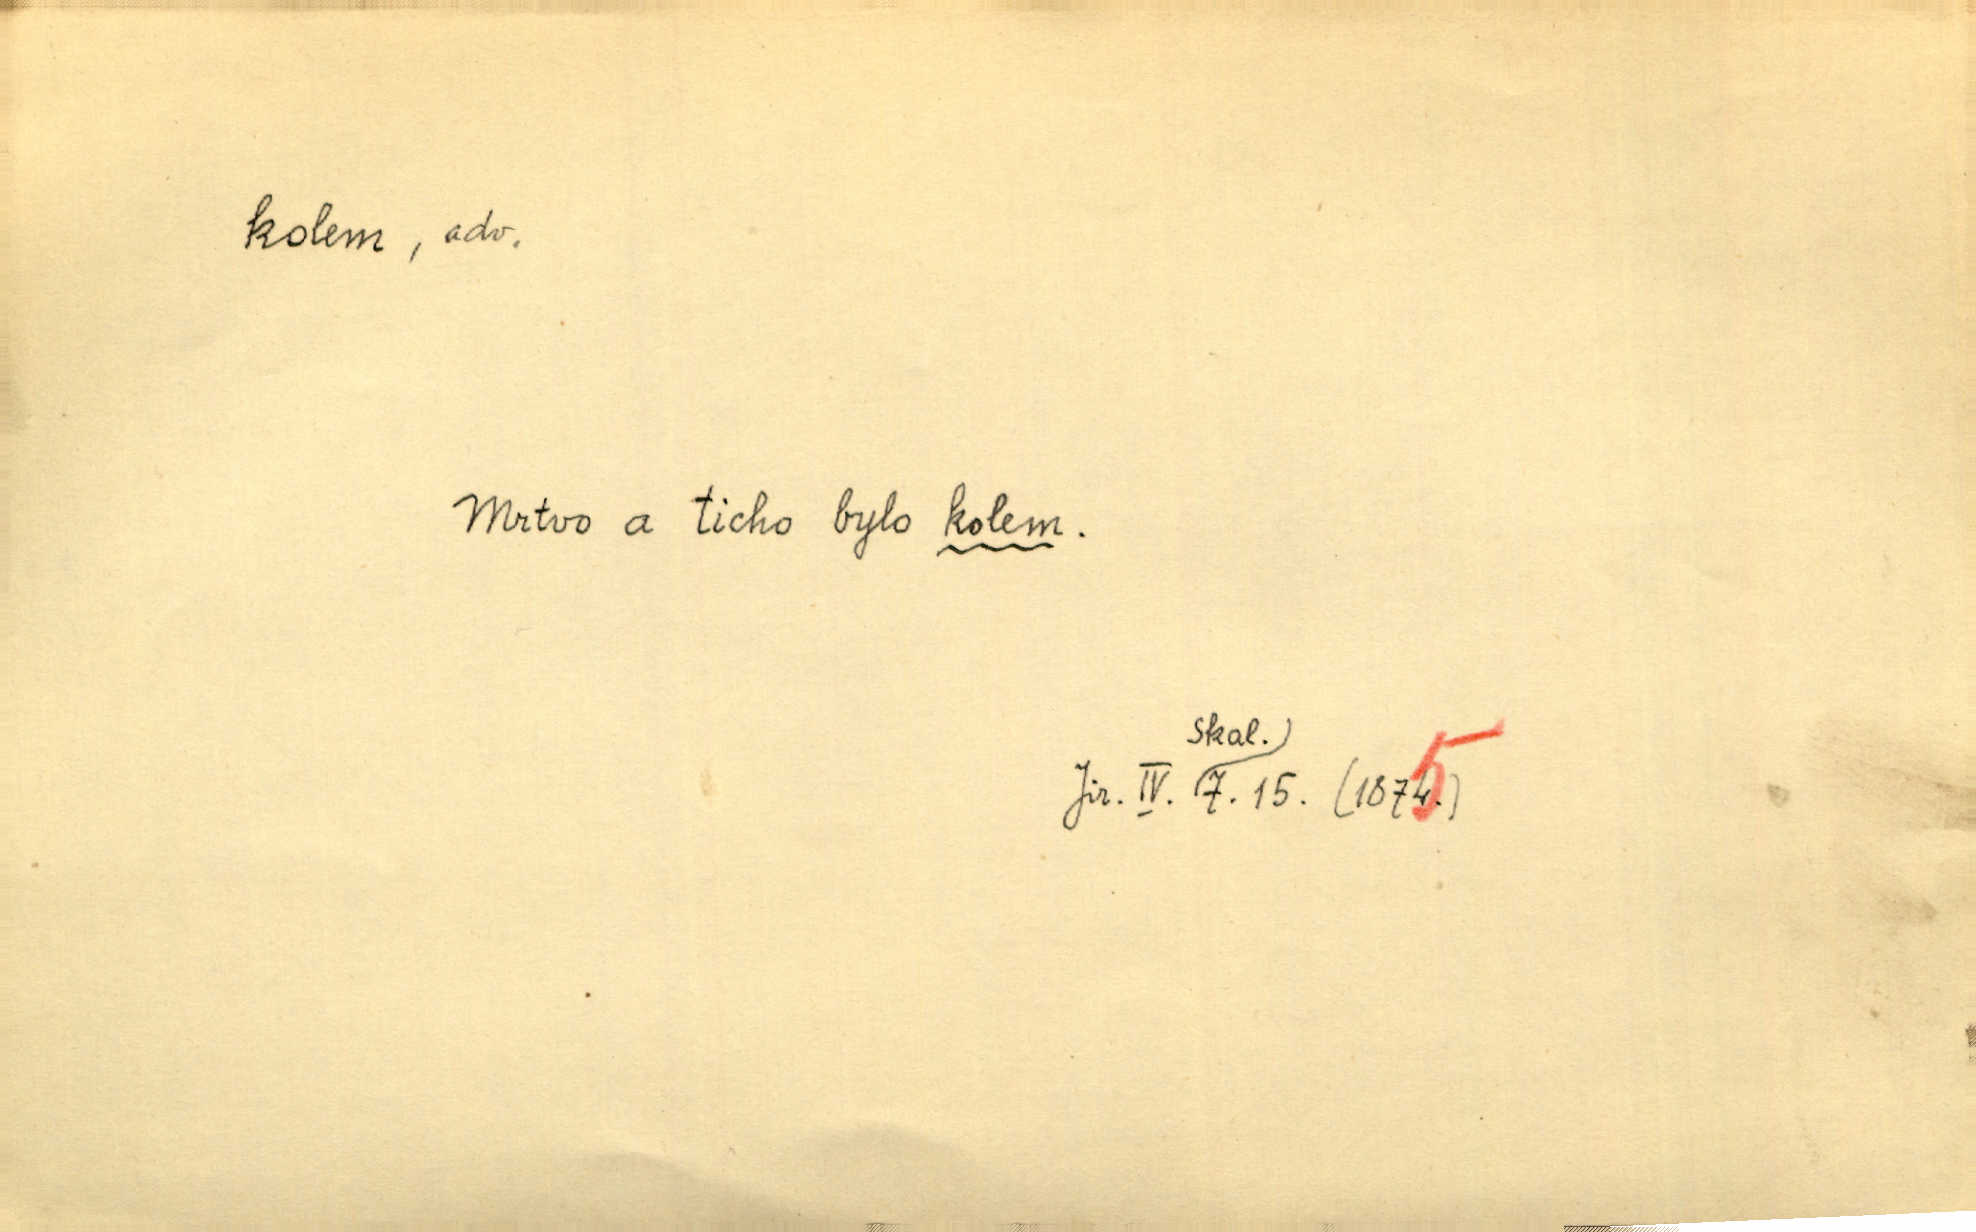 kolem, adv.
Mrtvo a ticho bylo kolem.
Skal.)
Jir. IV. 7. 15. (1875)